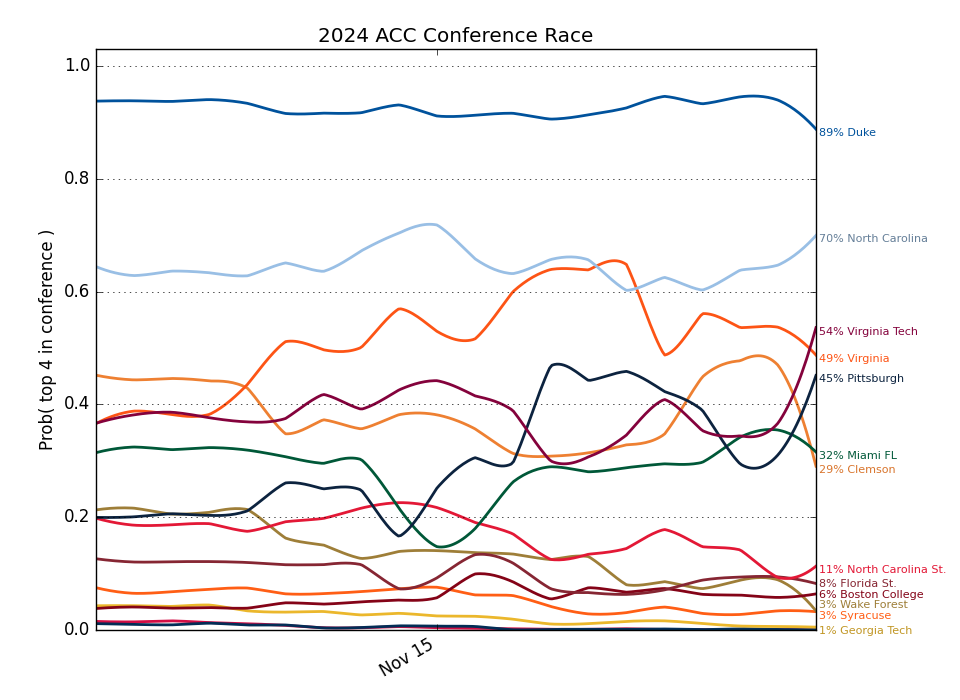 2024 ACC Conference Race
Prob( top 4 in conference )
1.0
0.8
0.6
0.4
0.2
0.0
Nov 15
89% Duke
70% North Carolina
54% Virginia Tech
49% Virginia
45% Pittsburgh
32% Miami FL
29% Clemson
11% North Carolina St.
8% Florida St.
6% Boston College
3% Wake Forest
3% Syracuse
1% Georgia Tech